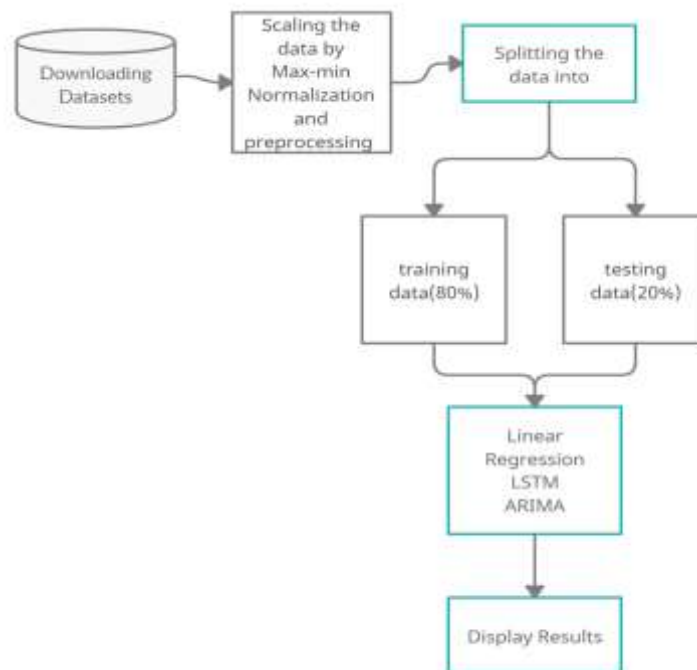 Downloading
Datasets
Scaling the
data by
Max-min
Normalization
and
preprocessing
Splitting the
data into
training
data(80%)
testing
data(20%)
Linear
Regression
LSTM
ARIMA
Display Results